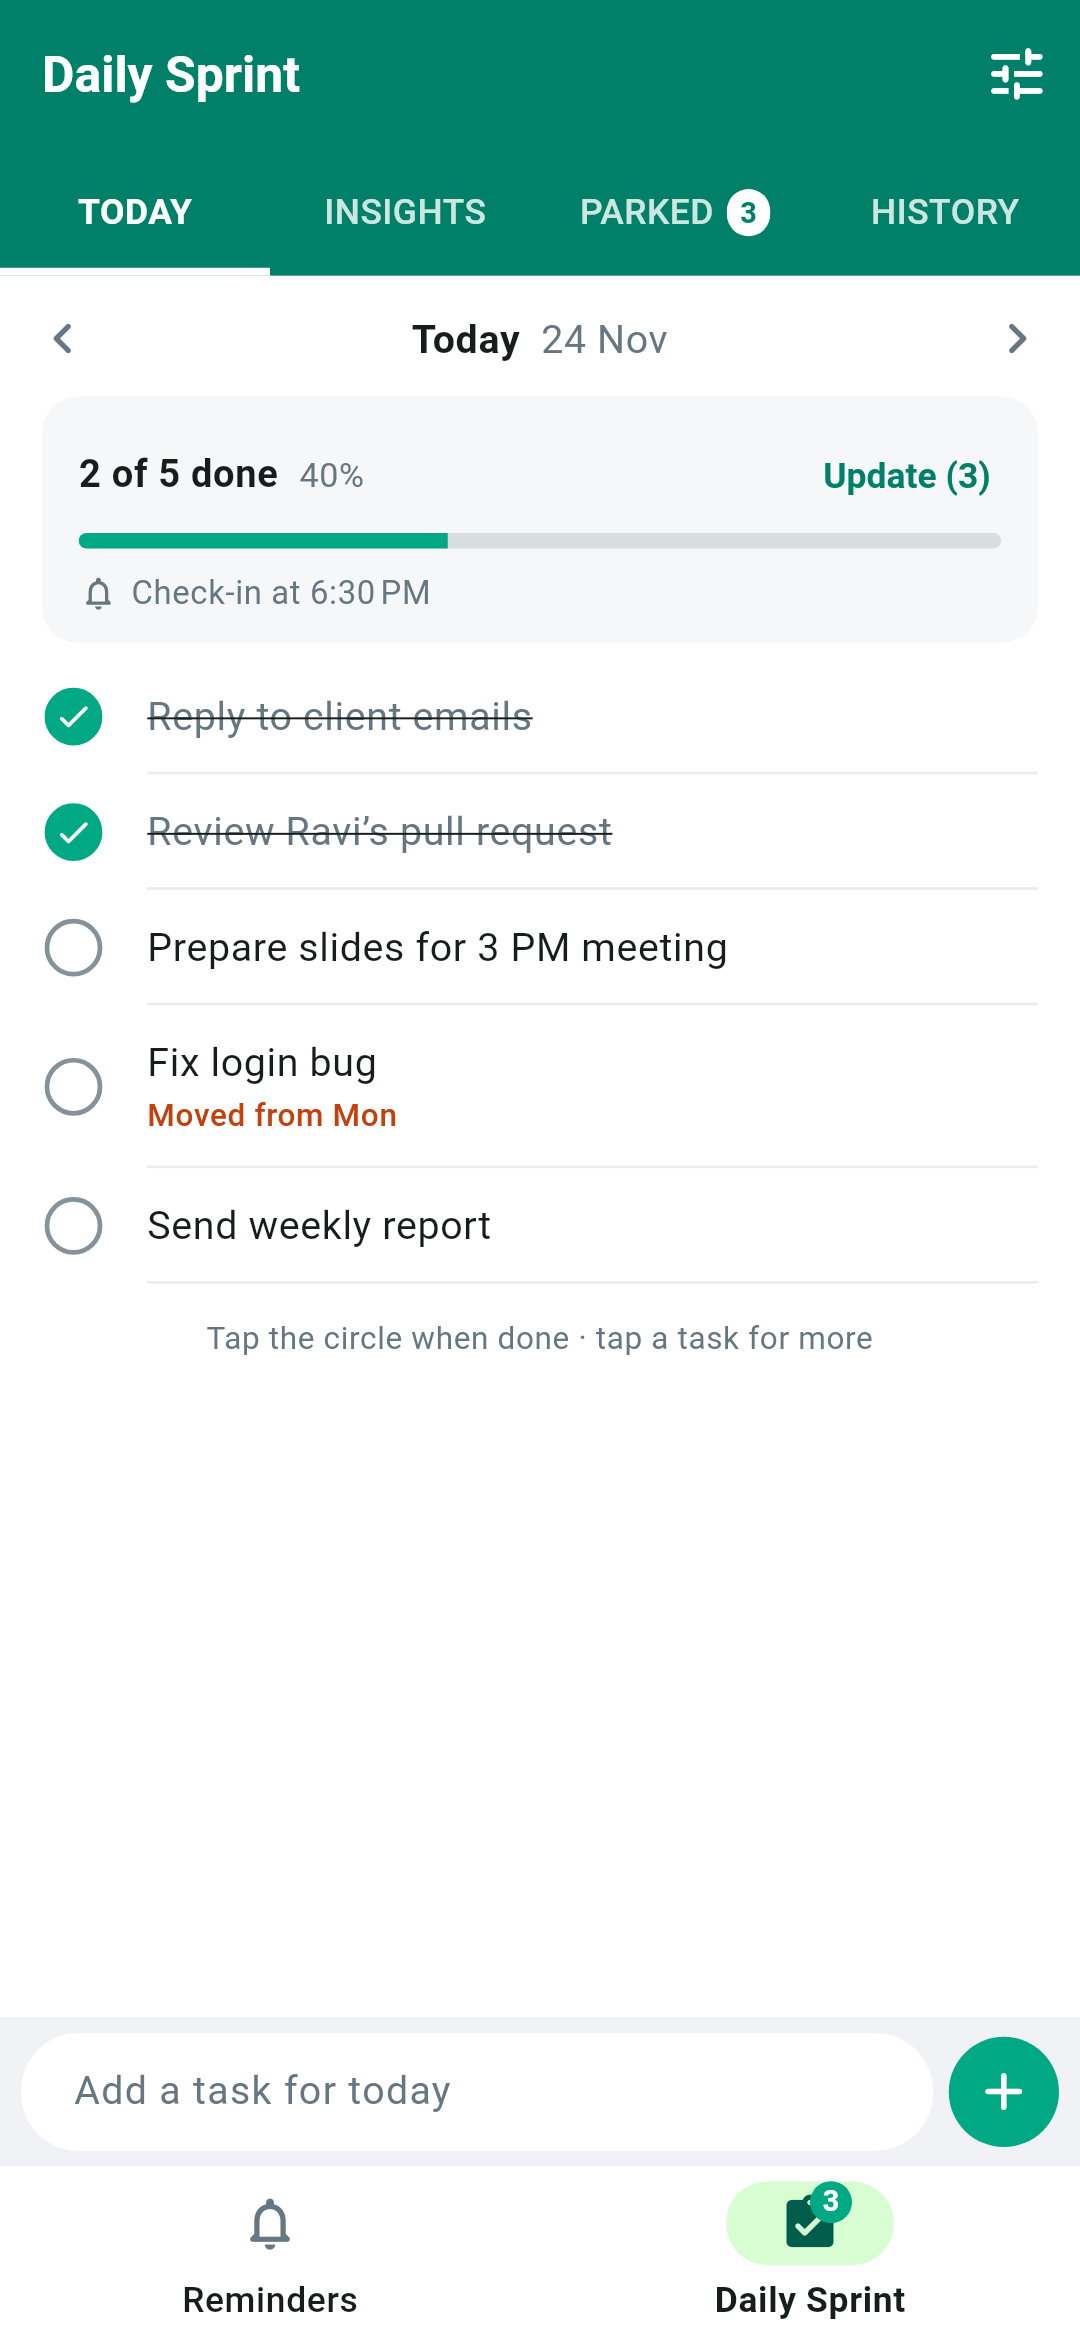 Daily Sprint
TODAY INSIGHTS PARKED 3 HISTORY
Today 24 Nov
2 of 5 done 40% Update (3)
Check-in at 6:30 PM
Reply to client emails
Review Ravi’s pull request
Prepare slides for 3 PM meeting
Fix login bug
Moved from Mon
Send weekly report
Tap the circle when done · tap a task for more
Add a task for today
3
Reminders Daily Sprint